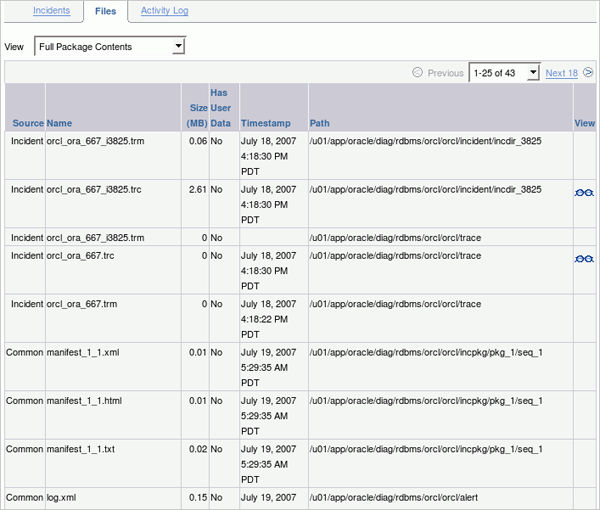 Incidents Files Activity Log
View Full Package Contents
Previous 1-25 of 43 Next 18
Source Name Size (MB) Has User Data Timestamp Path View
Incident orcl_ora_667_i3825.trm 0.06 No July 18, 2007 4:18:30 PM PDT /u01/app/oracle/diag/rdbms/orcl/orcl/incident/incdir_3825
Incident orcl_ora_667_i3825.trc 2.61 No July 18, 2007 4:18:30 PM PDT /u01/app/oracle/diag/rdbms/orcl/orcl/incident/incdir_3825
Incident orcl_ora_667_i3825.trm 0 No /u01/app/oracle/diag/rdbms/orcl/orcl/trace
Incident orcl_ora_667.trc 0 No July 18, 2007 4:18:30 PM PDT /u01/app/oracle/diag/rdbms/orcl/orcl/trace
Incident orcl_ora_667.trm 0 No July 18, 2007 4:18:22 PM PDT /u01/app/oracle/diag/rdbms/orcl/orcl/trace
Common manifest_1_1.xml 0.01 No July 19, 2007 5:29:35 AM PDT /u01/app/oracle/diag/rdbms/orcl/orcl/incpkg/pkg_1/seq_1
Common manifest_1_1.html 0.01 No July 19, 2007 5:29:35 AM PDT /u01/app/oracle/diag/rdbms/orcl/orcl/incpkg/pkg_1/seq_1
Common manifest_1_1.txt 0.02 No July 19, 2007 5:29:35 AM PDT /u01/app/oracle/diag/rdbms/orcl/orcl/incpkg/pkg_1/seq_1
Common log.xml 0.15 No July 19, 2007 /u01/app/oracle/diag/rdbms/orcl/orcl/alert